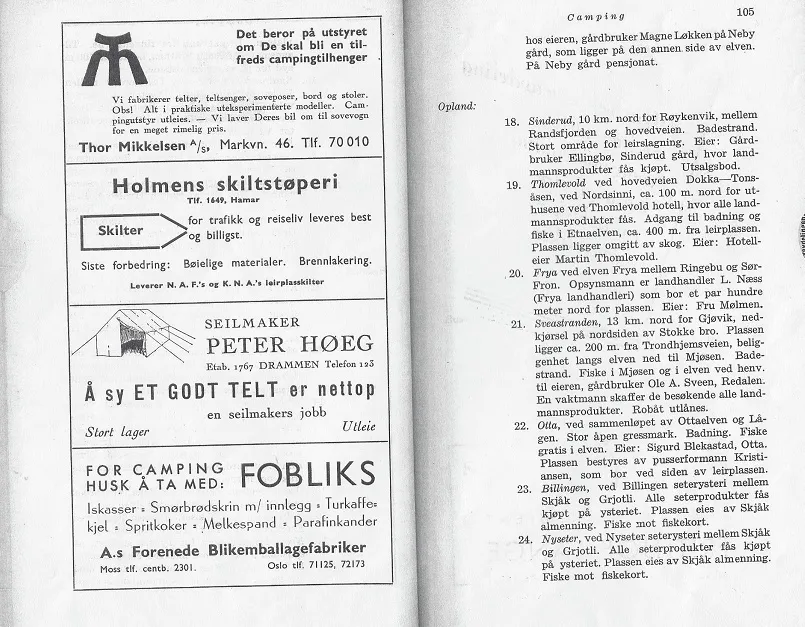 Det beror på utstyret
om De skal bli en til-
freds campingtilhenger
Vi fabrikerer telter, teltsenger, soveposer, bord og stoler.
Obs! Alt i praktiske uteksperimenterte modeller. Cam-
pingutstyr utleies. — Vi laver Deres bil om til sovevogn
for en meget rimelig pris.
Thor Mikkelsen A/s, Markvn. 46. Tlf. 70 010
Holmens skiltstøperi
Tlf. 1649, Hamar
Skilter
for trafikk og reiseliv leveres best
og billigst.
Siste forbedring: Bøielige materialer. Brennlakering.
Leverer N. A. F.'s og K. N. A.'s leirplasskilter
SEILMAKER
PETER HØEG
Etab. 1767 DRAMMEN Telefon 125
Å sy ET GODT TELT er nettop
en seilmakers jobb
Stort lager
Utleie
FOR CAMPING
HUSK Å TA MED: FOBLIKS
Iskasser : Smørbrødskrin m/ innlegg : Turkaffe-
kjel : Spritkoker : Melkespand : Parafinkander
A.s Forenede Blikemballagefabriker
Moss tlf. centb. 2301. Oslo tlf. 71125, 72173
Camping 105
hos eieren, gårdbruker Magne Løkken på Neby
gård, som ligger på den annen side av elven.
På Neby gård pensjonat.
Opland:
18. Sinderud, 10 km. nord for Røykenvik, mellem
Randsfjorden og hovedveien. Badestrand.
Stort område for leirslagning. Eier: Gård-
bruker Ellingbø, Sinderud gård, hvor land-
mannsprodukter fås kjøpt. Utsalgsbod.
19. Thomlevold ved hovedveien Dokka—Tons-
åsen, ved Nordsinni, ca. 100 m. nord for ut-
husene ved Thomlevold hotell, hvor alle land-
mannsprodukter fås. Adgang til badning og
fiske i Etnaelven, ca. 400 m. fra leirplassen.
Plassen ligger omgitt av skog. Eier: Hotell-
eier Martin Thomlevold.
20. Frya ved elven Frya mellem Ringebu og Sør-
Fron. Opsynsmann er landhandler L. Næss
(Frya landhandleri) som bor et par hundre
meter nord for plassen. Eier: Fru Mølmen.
21. Sveastranden, 13 km. nord for Gjøvik, ned-
kjørsel på nordsiden av Stokke bro. Plassen
ligger ca. 200 m. fra Trondhjemsveien, belig-
genhet langs elven ned til Mjøsen. Bade-
strand. Fiske i Mjøsen og i elven ved henv.
til eieren, gårdbruker Ole A. Sveen, Redalen.
En vaktmann skaffer de besøkende alle land-
mannsprodukter. Robåt utlånes.
22. Otta, ved sammenløpet av Ottaelven og Lå-
gen. Stor åpen gressmark. Badning. Fiske
gratis i elven. Eier: Sigurd Blekastad, Otta.
Plassen bestyres av pusserformann Kristi-
ansen, som bor ved siden av leirplassen.
23. Billingen, ved Billingen seterysteri mellem
Skjåk og Grjotli. Alle seterprodukter fås
kjøpt på ysteriet. Plassen eies av Skjåk
almenning. Fiske mot fiskekort.
24. Nyseter, ved Nyseter seterysteri mellem Skjåk
og Grjotli. Alle seterprodukter fås kjøpt
på ysteriet. Plassen eies av Skjåk almenning.
Fiske mot fiskekort.